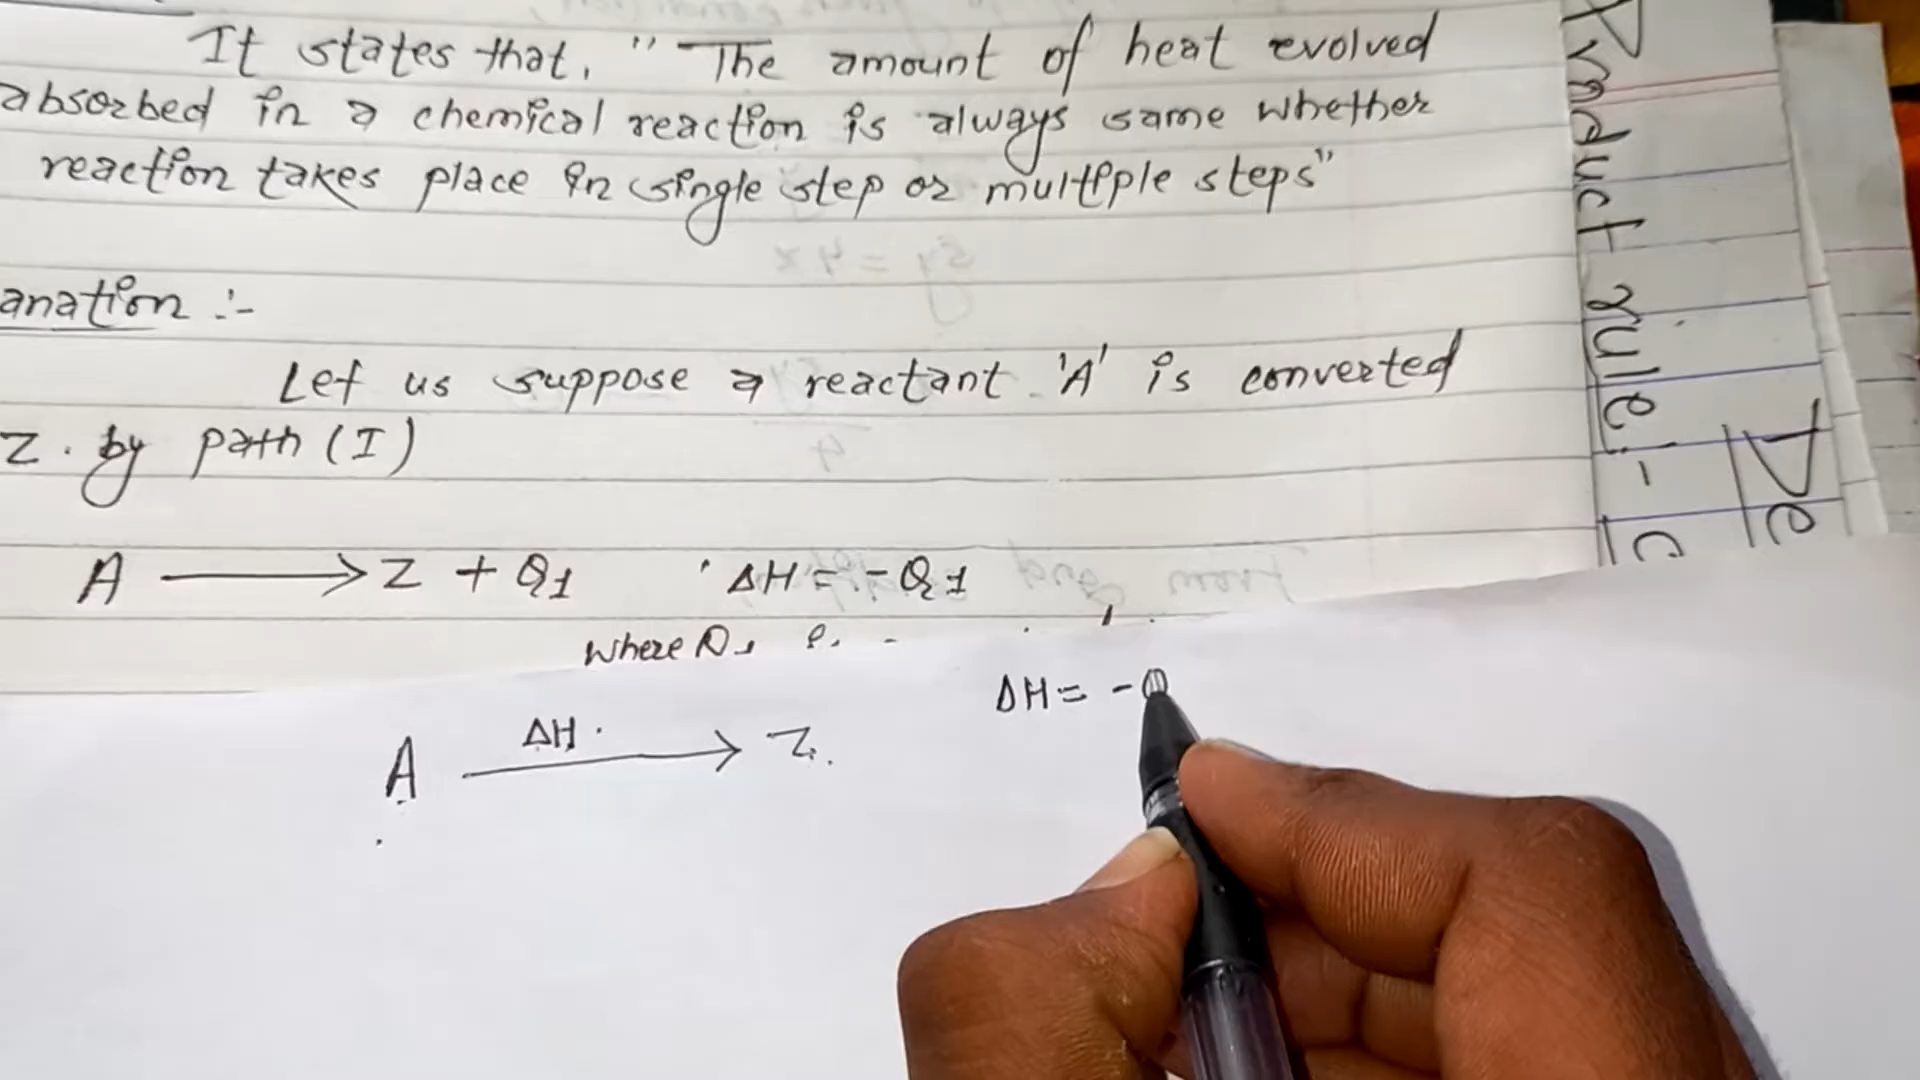 It states that, " The amount of heat evolved
absorbed in a chemical reaction is always same whether
reaction takes place in single step or multiple steps"
anation :-
Let us suppose a reactant 'A' is converted
Z. by path (I)
A ⟶ Z + Q1 ΔH = -Q1
where
ΔH = -Q
A ΔH ⟶ Z.
Product rule :-
De